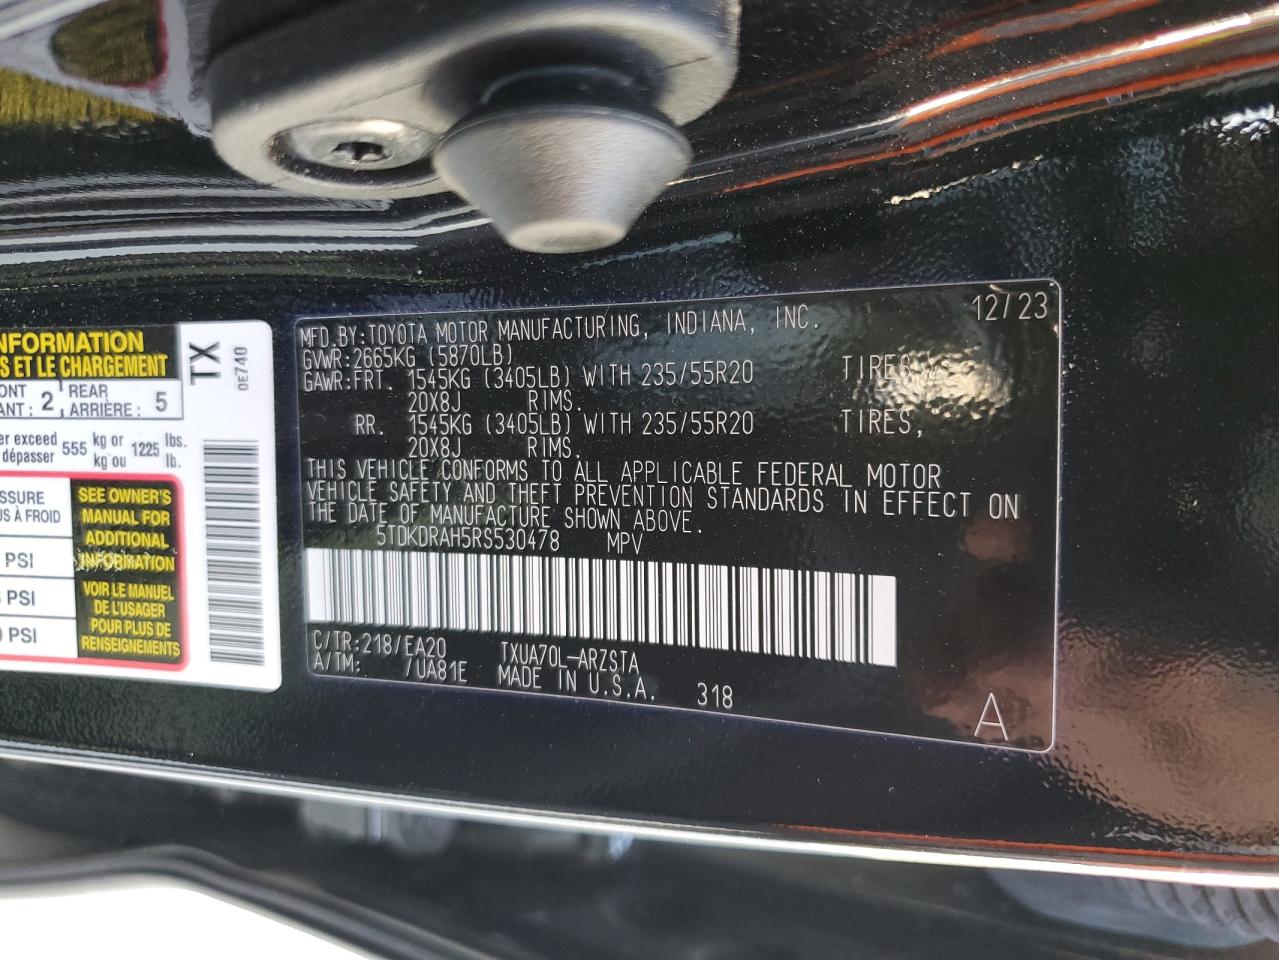 NFORMATION
S ET LE CHARGEMENT
ONT 2 REAR 5
ANT : ARRIÈRE :
er exceed 555 kg or 1225 lbs.
dépasser kg ou lb.
SSURE
US À FROID
PSI
PSI
PSI
SEE OWNER'S
MANUAL FOR
ADDITIONAL
INFORMATION
VOIR LE MANUEL
DE L'USAGER
POUR PLUS DE
RENSEIGNEMENTS
TX
0E740
12/23
MFD.BY:TOYOTA MOTOR MANUFACTURING, INDIANA, INC.
GVWR:2665KG (5870LB)
GAWR:FRT. 1545KG (3405LB) WITH 235/55R20 TIRES,
20X8J RIMS.
RR. 1545KG (3405LB) WITH 235/55R20 TIRES,
20X8J RIMS.
THIS VEHICLE CONFORMS TO ALL APPLICABLE FEDERAL MOTOR
VEHICLE SAFETY AND THEFT PREVENTION STANDARDS IN EFFECT ON
THE DATE OF MANUFACTURE SHOWN ABOVE.
5TDKDRAH5RS530478 MPV
C/TR:218/EA20 TXUA70L-ARZSTA
A/TM: /UA81E MADE IN U.S.A. 318
A